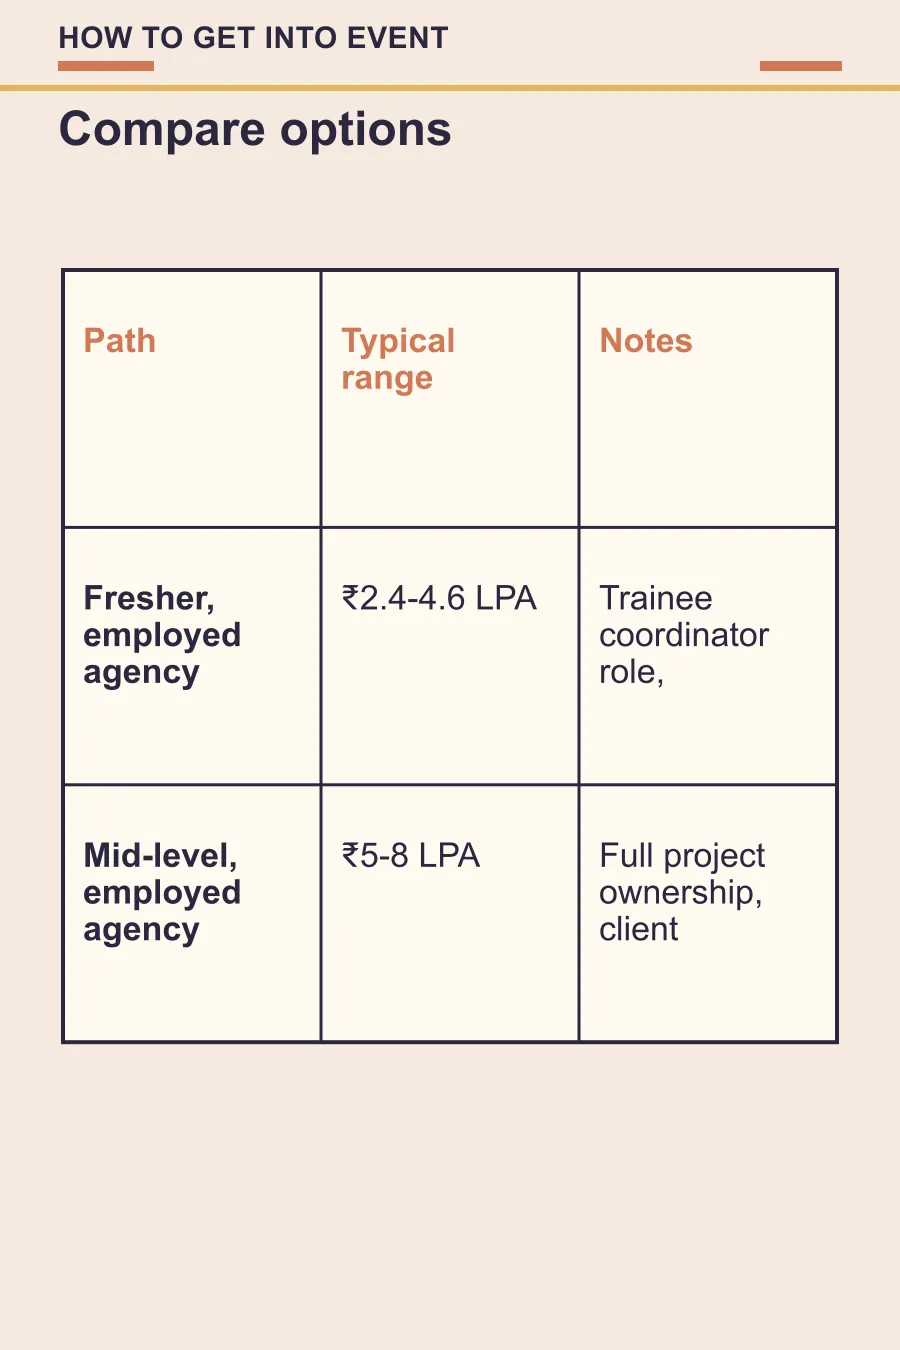 HOW TO GET INTO EVENT
Compare options
Path
Typical
range
Notes
Fresher,
employed
agency
₹2.4-4.6 LPA
Trainee
coordinator
role,
Mid-level,
employed
agency
₹5-8 LPA
Full project
ownership,
client